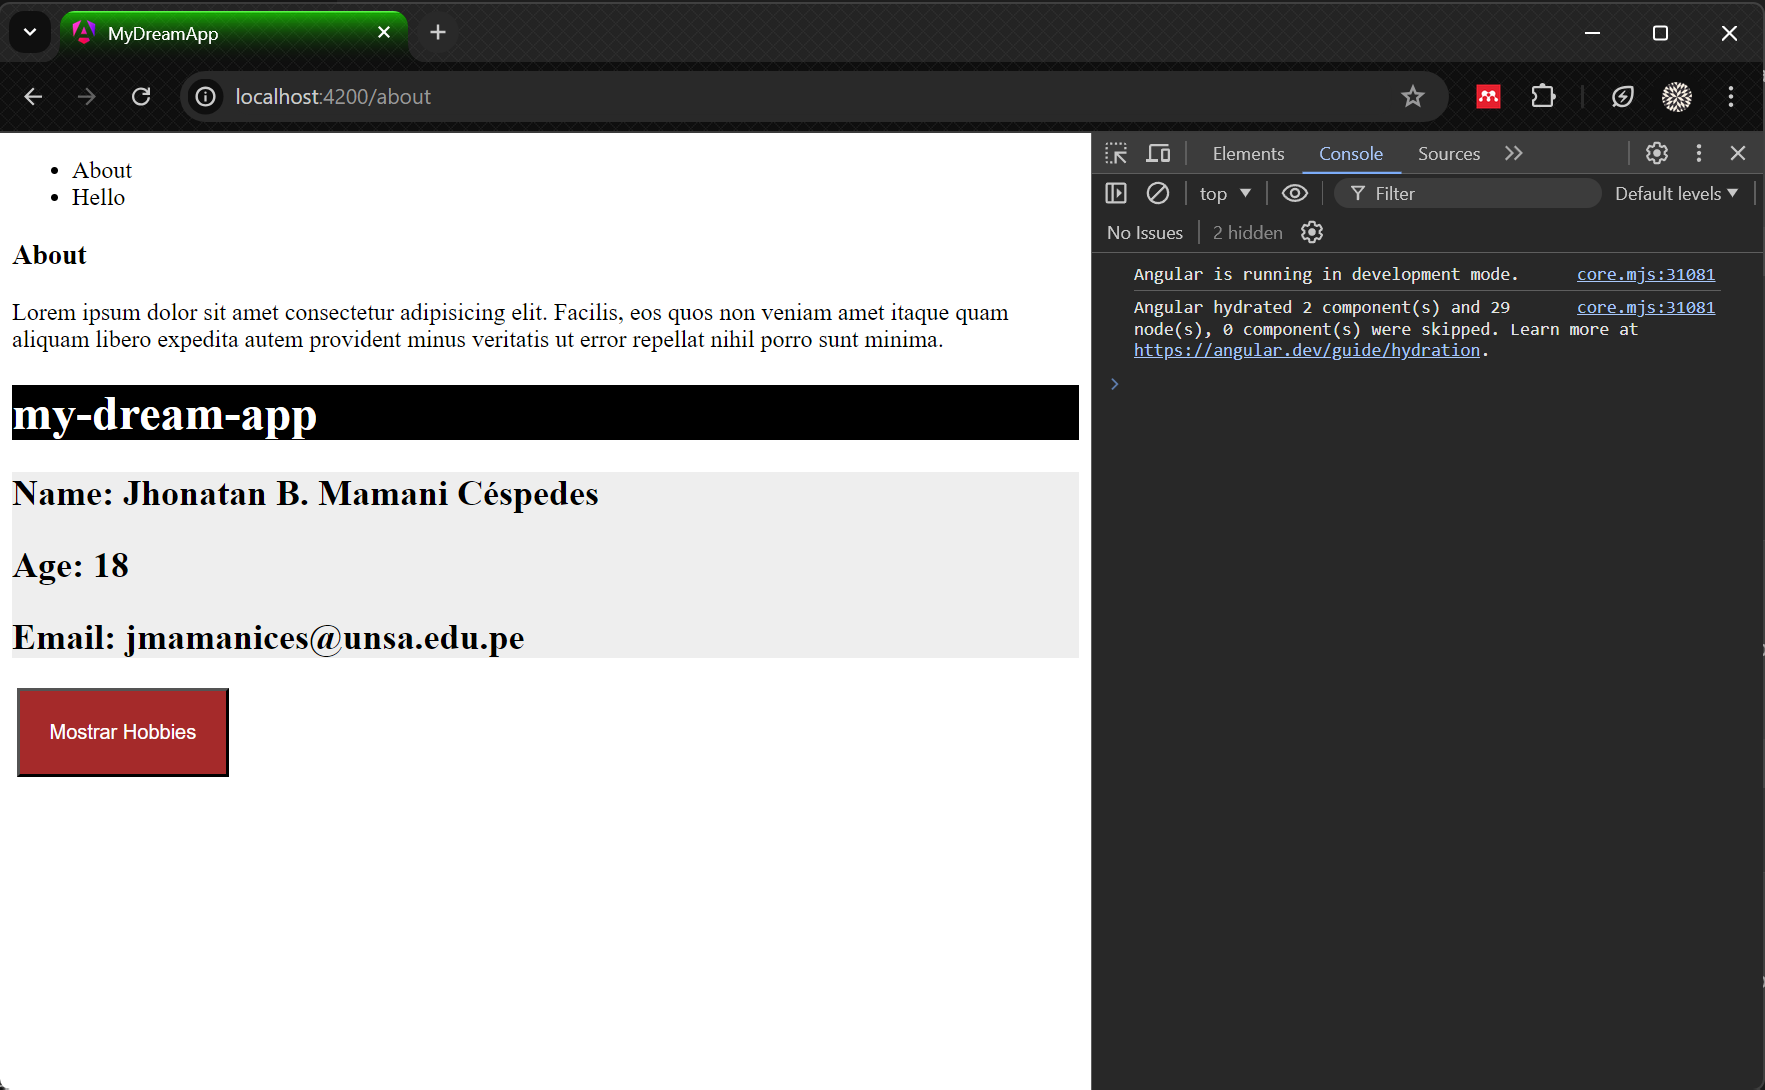 MyDreamApp
localhost:4200/about
About
Hello
About
Lorem ipsum dolor sit amet consectetur adipisicing elit. Facilis, eos quos non veniam amet itaque quam
aliquam libero expedita autem provident minus veritatis ut error repellat nihil porro sunt minima.
my-dream-app
Name: Jhonatan B. Mamani Céspedes
Age: 18
Email: jmamanices@unsa.edu.pe
Mostrar Hobbies
Elements Console Sources
top Filter Default levels
No Issues 2 hidden
Angular is running in development mode. core.mjs:31081
Angular hydrated 2 component(s) and 29 core.mjs:31081
node(s), 0 component(s) were skipped. Learn more at
https://angular.dev/guide/hydration.